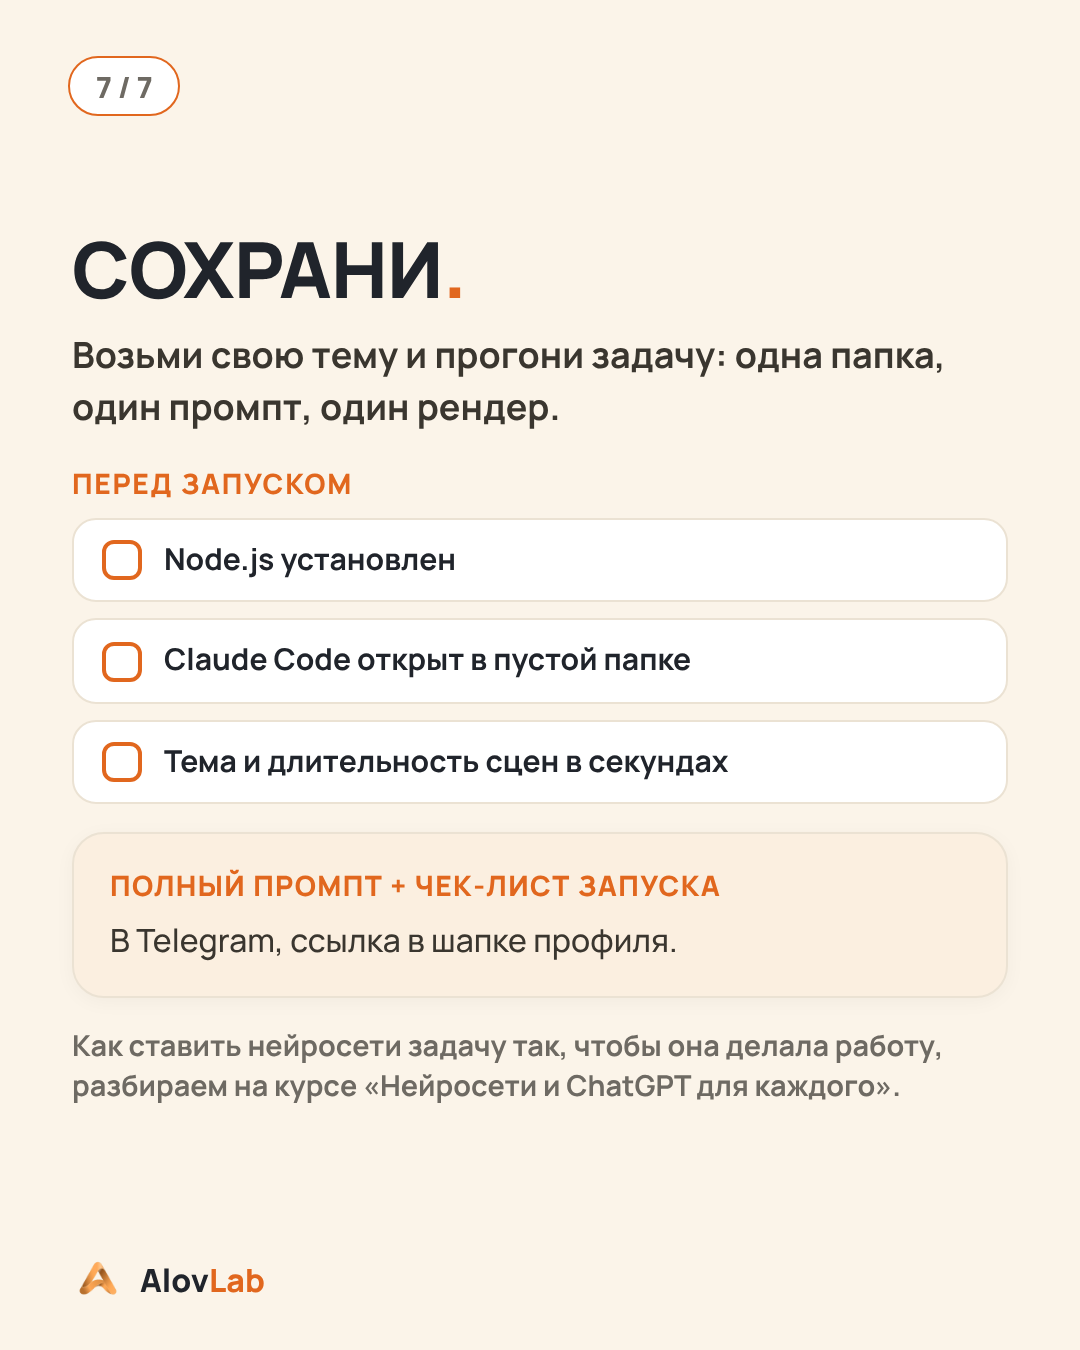 7 / 7
СОХРАНИ.
Возьми свою тему и прогони задачу: одна папка,
один промпт, один рендер.
ПЕРЕД ЗАПУСКОМ
Node.js установлен
Claude Code открыт в пустой папке
Тема и длительность сцен в секундах
ПОЛНЫЙ ПРОМПТ + ЧЕК-ЛИСТ ЗАПУСКА
В Telegram, ссылка в шапке профиля.
Как ставить нейросети задачу так, чтобы она делала работу,
разбираем на курсе «Нейросети и ChatGPT для каждого».
AlovLab